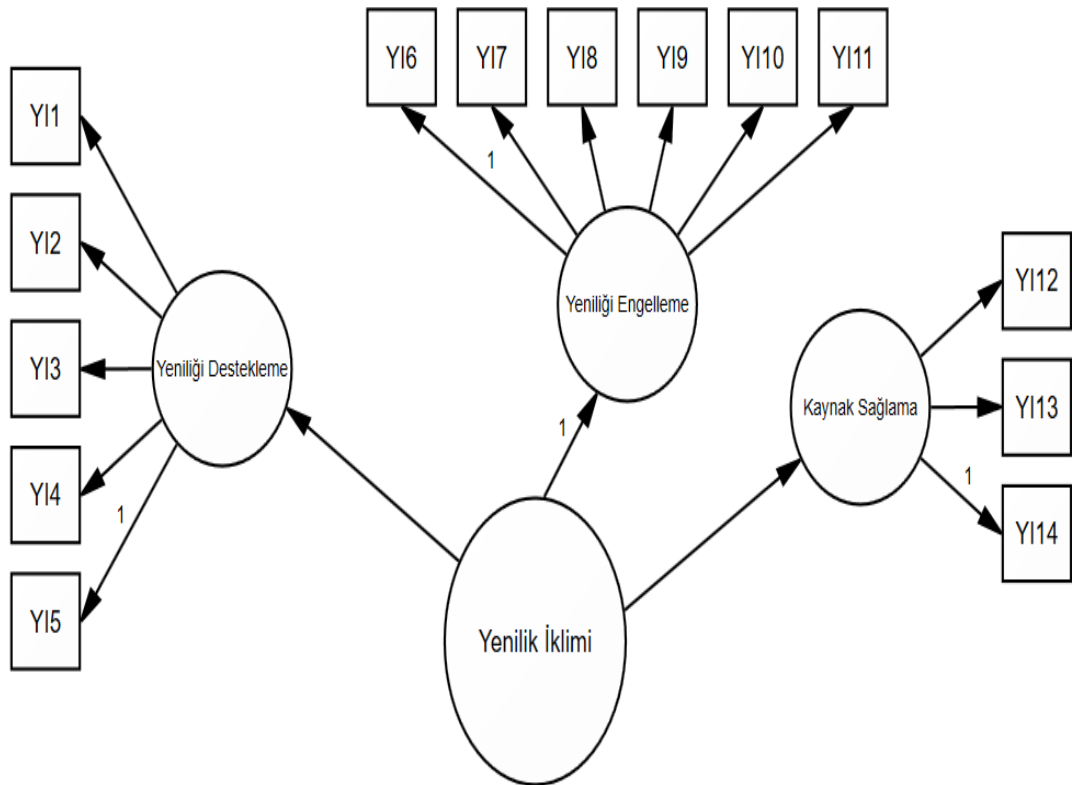 YI6 YI7 YI8 YI9 YI10 YI11
YI1
YI2
YI3
YI4
YI5
1
1
Yeniliği Destekleme
Yeniliği Engelleme
1
Kaynak Sağlama
YI12
YI13
YI14
1
Yenilik İklimi